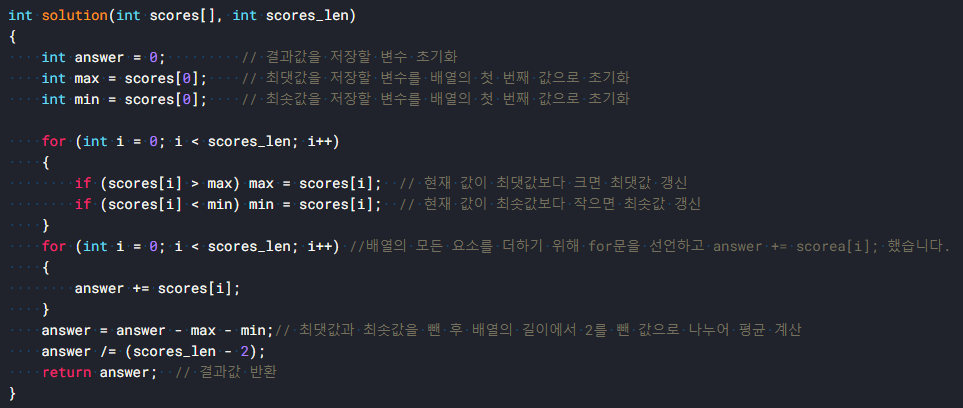 int solution(int scores[], int scores_len)
{
    int answer = 0;         // 결과값을 저장할 변수 초기화
    int max = scores[0];    // 최댓값을 저장할 변수를 배열의 첫 번째 값으로 초기화
    int min = scores[0];    // 최솟값을 저장할 변수를 배열의 첫 번째 값으로 초기화

    for (int i = 0; i < scores_len; i++)
    {
        if (scores[i] > max) max = scores[i];  // 현재 값이 최댓값보다 크면 최댓값 갱신
        if (scores[i] < min) min = scores[i];  // 현재 값이 최솟값보다 작으면 최솟값 갱신
    }
    for (int i = 0; i < scores_len; i++) //배열의 모든 요소를 더하기 위해 for문을 선언하고 answer += scorea[i]; 했습니다.
    {
        answer += scores[i];
    }
    answer = answer - max - min;// 최댓값과 최솟값을 뺀 후 배열의 길이에서 2를 뺀 값으로 나누어 평균 계산
    answer /= (scores_len - 2);
    return answer;  // 결과값 반환
}